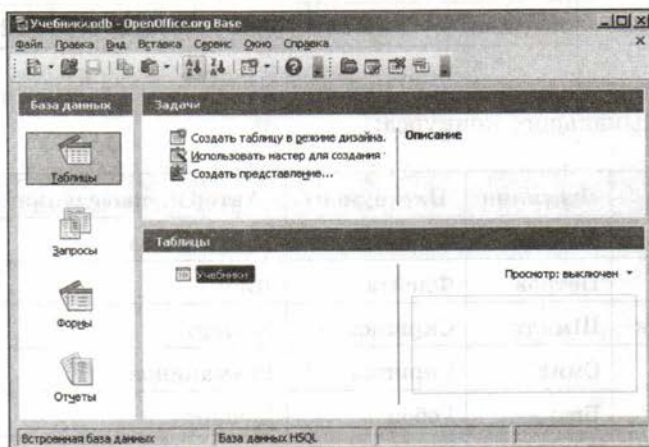 Учебники.odb - OpenOffice.org Base
Файл Правка Вид Вставка Сервис Окно Справка
База данных
Таблицы
Запросы
Формы
Отчеты
Задачи
Создать таблицу в режиме дизайна.
Использовать мастер для создания
Создать представление...
Описание
Таблицы
Учебники
Просмотр: выключен
Встроенная база данных
База данных HSQL